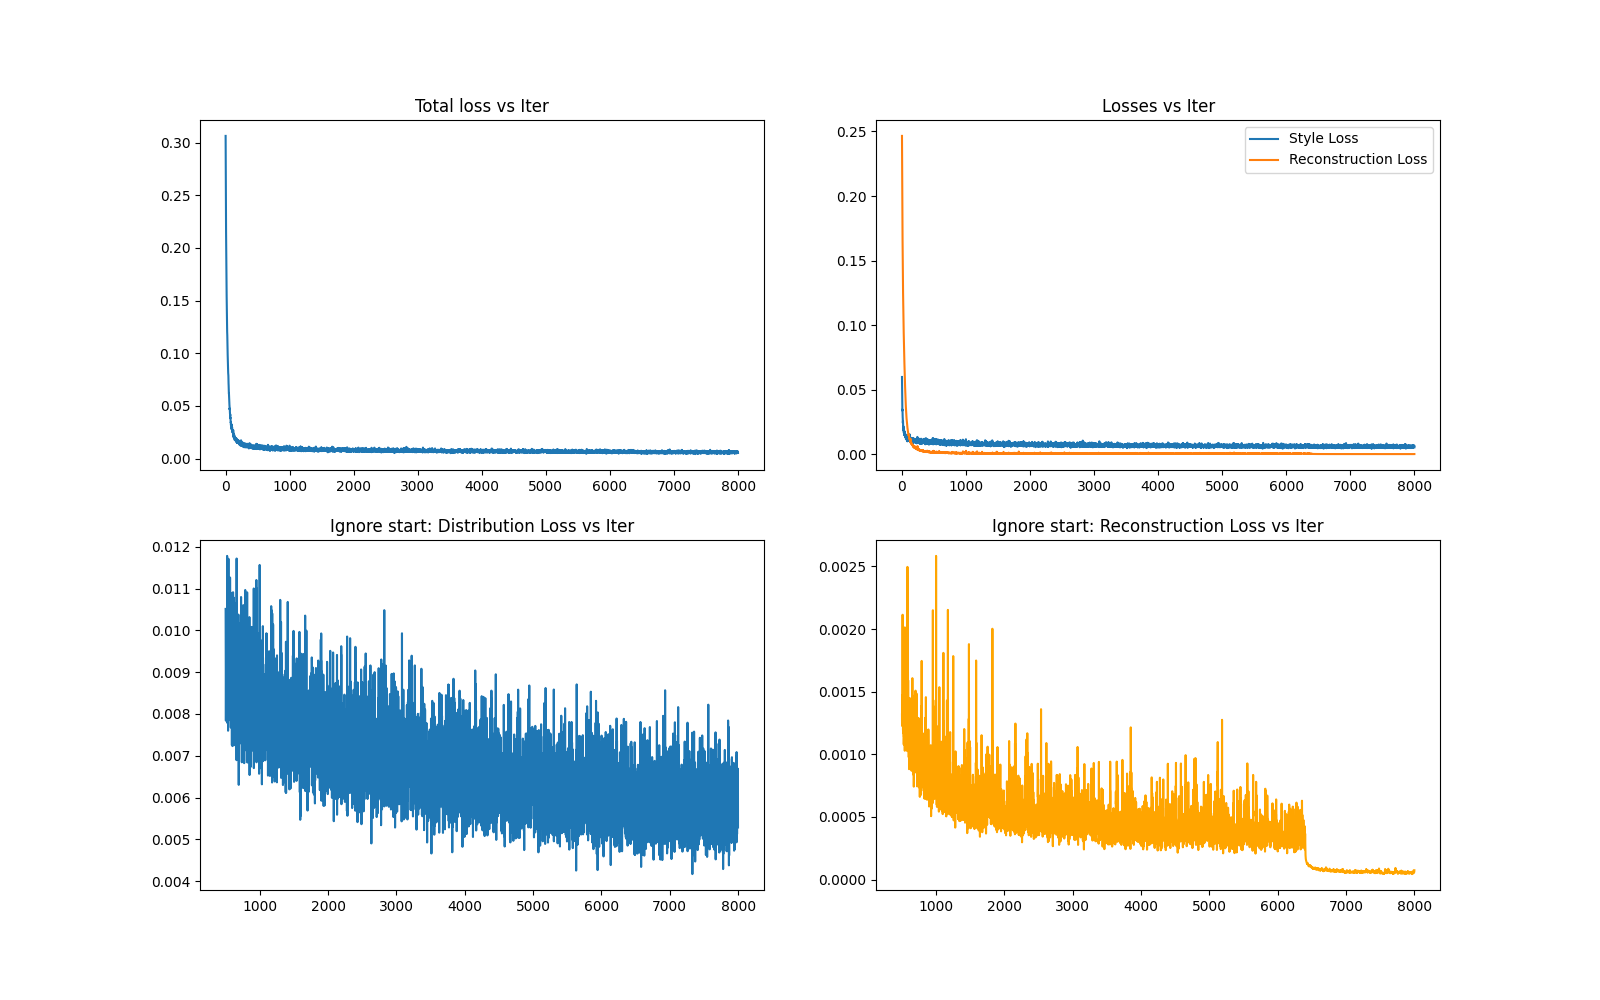 Total loss vs Iter
0.30
0.25
0.20
0.15
0.10
0.05
0.00
0 1000 2000 3000 4000 5000 6000 7000 8000
Losses vs Iter
Style Loss
Reconstruction Loss
0.25
0.20
0.15
0.10
0.05
0.00
0 1000 2000 3000 4000 5000 6000 7000 8000
Ignore start: Distribution Loss vs Iter
0.012
0.011
0.010
0.009
0.008
0.007
0.006
0.005
0.004
1000 2000 3000 4000 5000 6000 7000 8000
Ignore start: Reconstruction Loss vs Iter
0.0025
0.0020
0.0015
0.0010
0.0005
0.0000
1000 2000 3000 4000 5000 6000 7000 8000